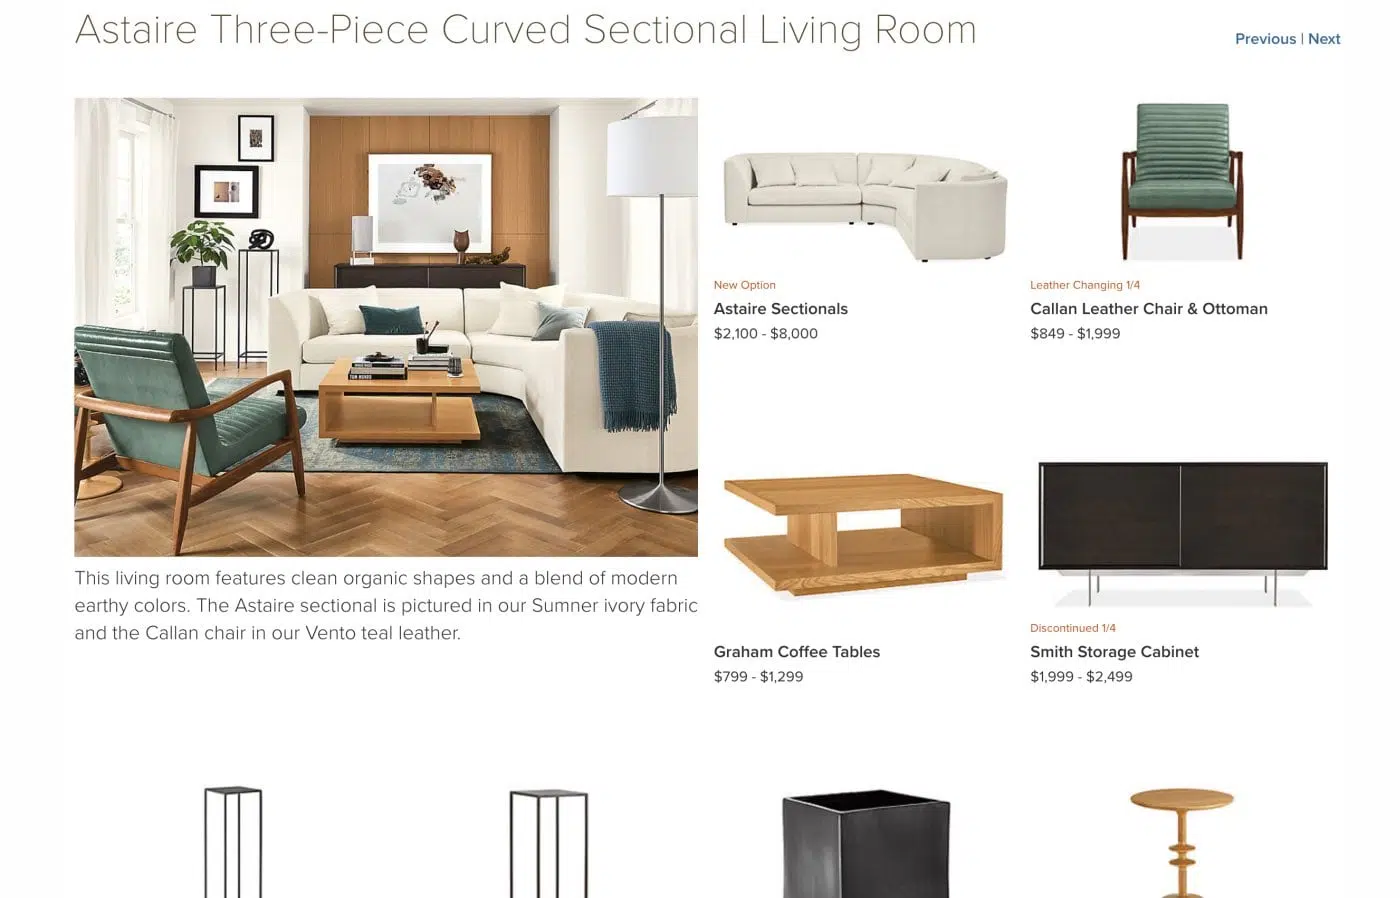 Astaire Three-Piece Curved Sectional Living Room
Previous | Next
New Option
Astaire Sectionals
$2,100 - $8,000
Leather Changing 1/4
Callan Leather Chair & Ottoman
$849 - $1,999
This living room features clean organic shapes and a blend of modern
earthy colors. The Astaire sectional is pictured in our Sumner ivory fabric
and the Callan chair in our Vento teal leather.
Graham Coffee Tables
$799 - $1,299
Discontinued 1/4
Smith Storage Cabinet
$1,999 - $2,499